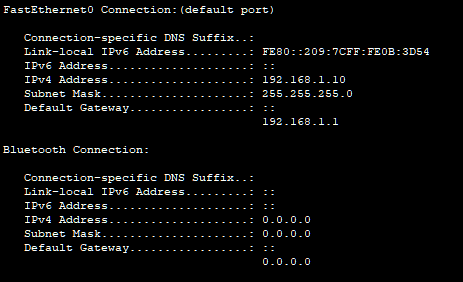 FastEthernet0 Connection:(default port)
Connection-specific DNS Suffix..:
Link-local IPv6 Address.........: FE80::209:7CFF:FE0B:3D54
IPv6 Address....................: ::
IPv4 Address....................: 192.168.1.10
Subnet Mask.....................: 255.255.255.0
Default Gateway.................: ::
192.168.1.1
Bluetooth Connection:
Connection-specific DNS Suffix..:
Link-local IPv6 Address.........: ::
IPv6 Address....................: ::
IPv4 Address....................: 0.0.0.0
Subnet Mask.....................: 0.0.0.0
Default Gateway.................: ::
0.0.0.0